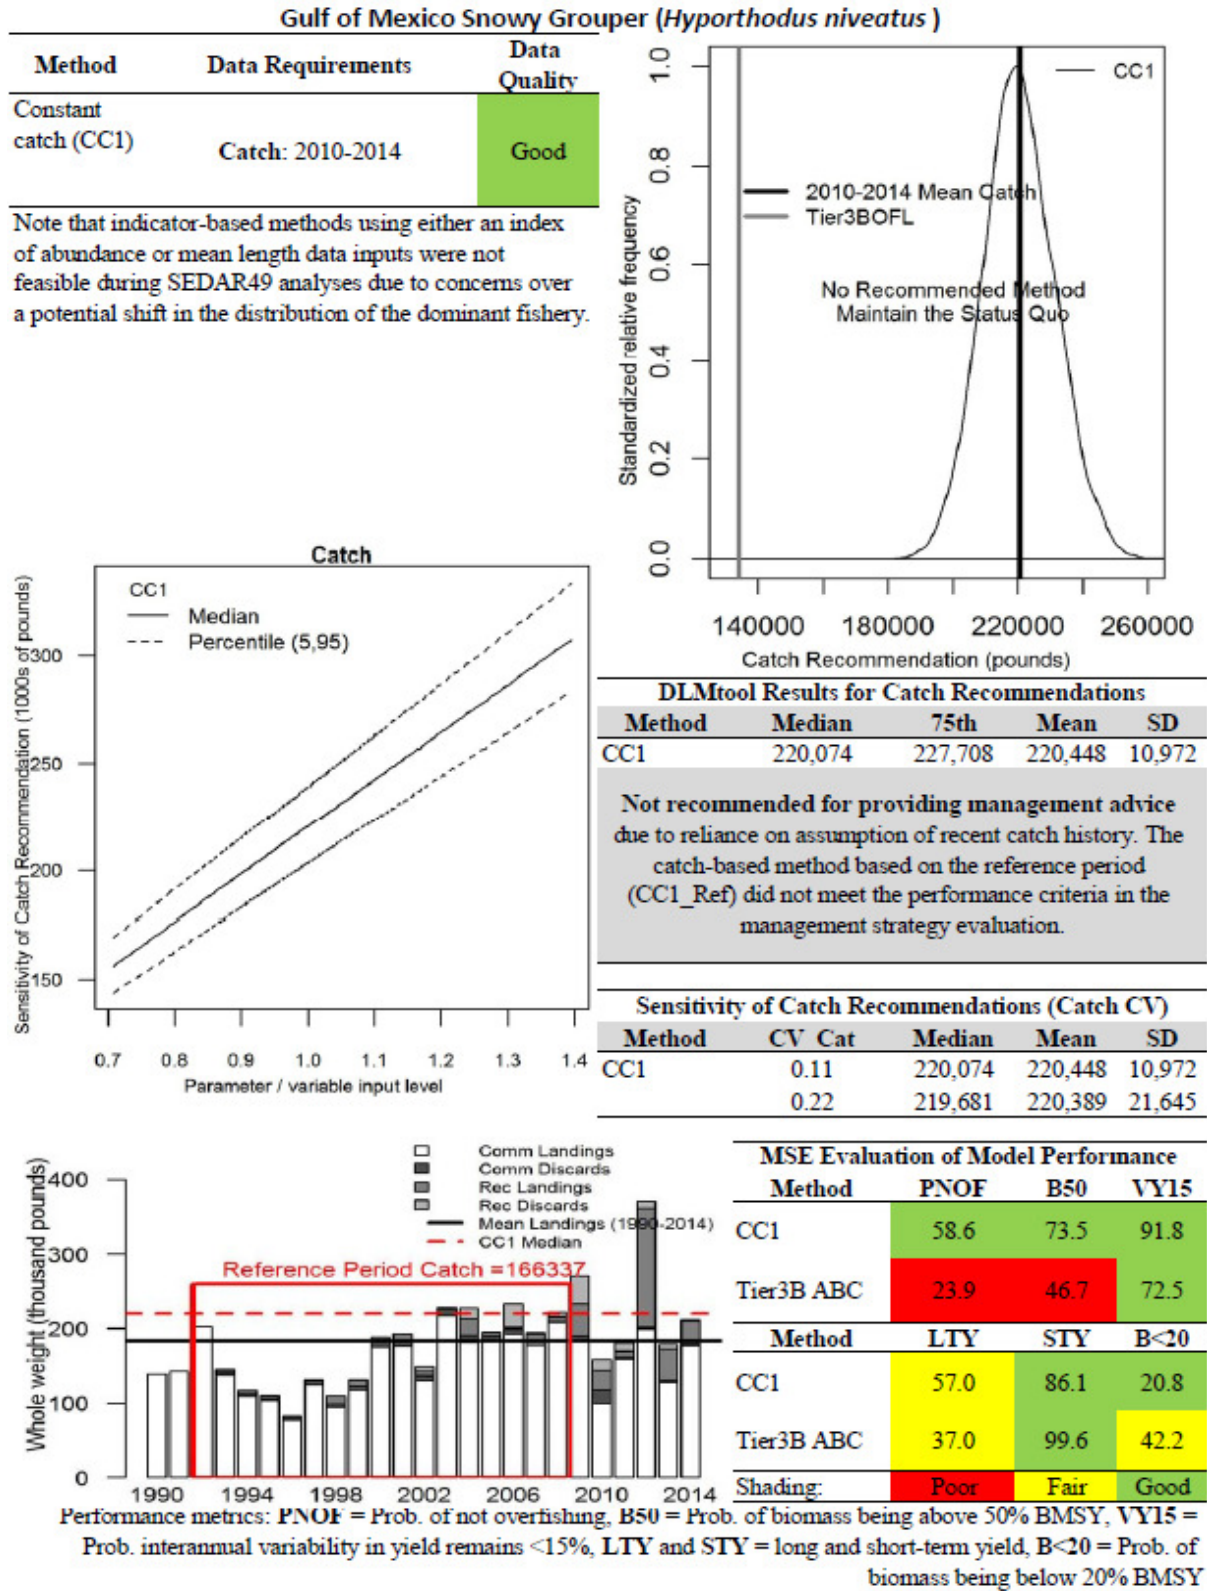 Gulf of Mexico Snowy Grouper (Hyporthodus niveatus )
Method Data Requirements Data Quality
Constant catch (CC1) Catch: 2010-2014 Good
Note that indicator-based methods using either an index
of abundance or mean length data inputs were not
feasible during SEDAR49 analyses due to concerns over
a potential shift in the distribution of the dominant fishery.
CC1
2010-2014 Mean Catch
Tier3BOFL
No Recommended Method
Maintain the Status Quo
Standardized relative frequency
1.0
0.8
0.6
0.4
0.2
0.0
140000 180000 220000 260000
Catch Recommendation (pounds)
Catch
CC1
Median
Percentile (5,95)
Sensitivity of Catch Recommendation (1000s of pounds)
300
250
200
150
0.7 0.8 0.9 1.0 1.1 1.2 1.3 1.4
Parameter / variable input level
DLMtool Results for Catch Recommendations
Method Median 75th Mean SD
CC1 220,074 227,708 220,448 10,972
Not recommended for providing management advice
due to reliance on assumption of recent catch history. The
catch-based method based on the reference period
(CC1_Ref) did not meet the performance criteria in the
management strategy evaluation.
Sensitivity of Catch Recommendations (Catch CV)
Method CV Cat Median Mean SD
CC1 0.11 220,074 220,448 10,972
0.22 219,681 220,389 21,645
Comm Landings
Comm Discards
Rec Landings
Rec Discards
Mean Landings (1990-2014)
CC1 Median
Reference Period Catch =166337
Whole weight (thousand pounds)
400
300
200
100
0
1990 1994 1998 2002 2006 2010 2014
MSE Evaluation of Model Performance
Method PNOF B50 VY15
CC1 58.6 73.5 91.8
Tier3B ABC 23.9 46.7 72.5
Method LTY STY B<20
CC1 57.0 86.1 20.8
Tier3B ABC 37.0 99.6 42.2
Shading: Poor Fair Good
Performance metrics: PNOF = Prob. of not overfishing, B50 = Prob. of biomass being above 50% BMSY, VY15 =
Prob. interannual variability in yield remains <15%, LTY and STY = long and short-term yield, B<20 = Prob. of
biomass being below 20% BMSY